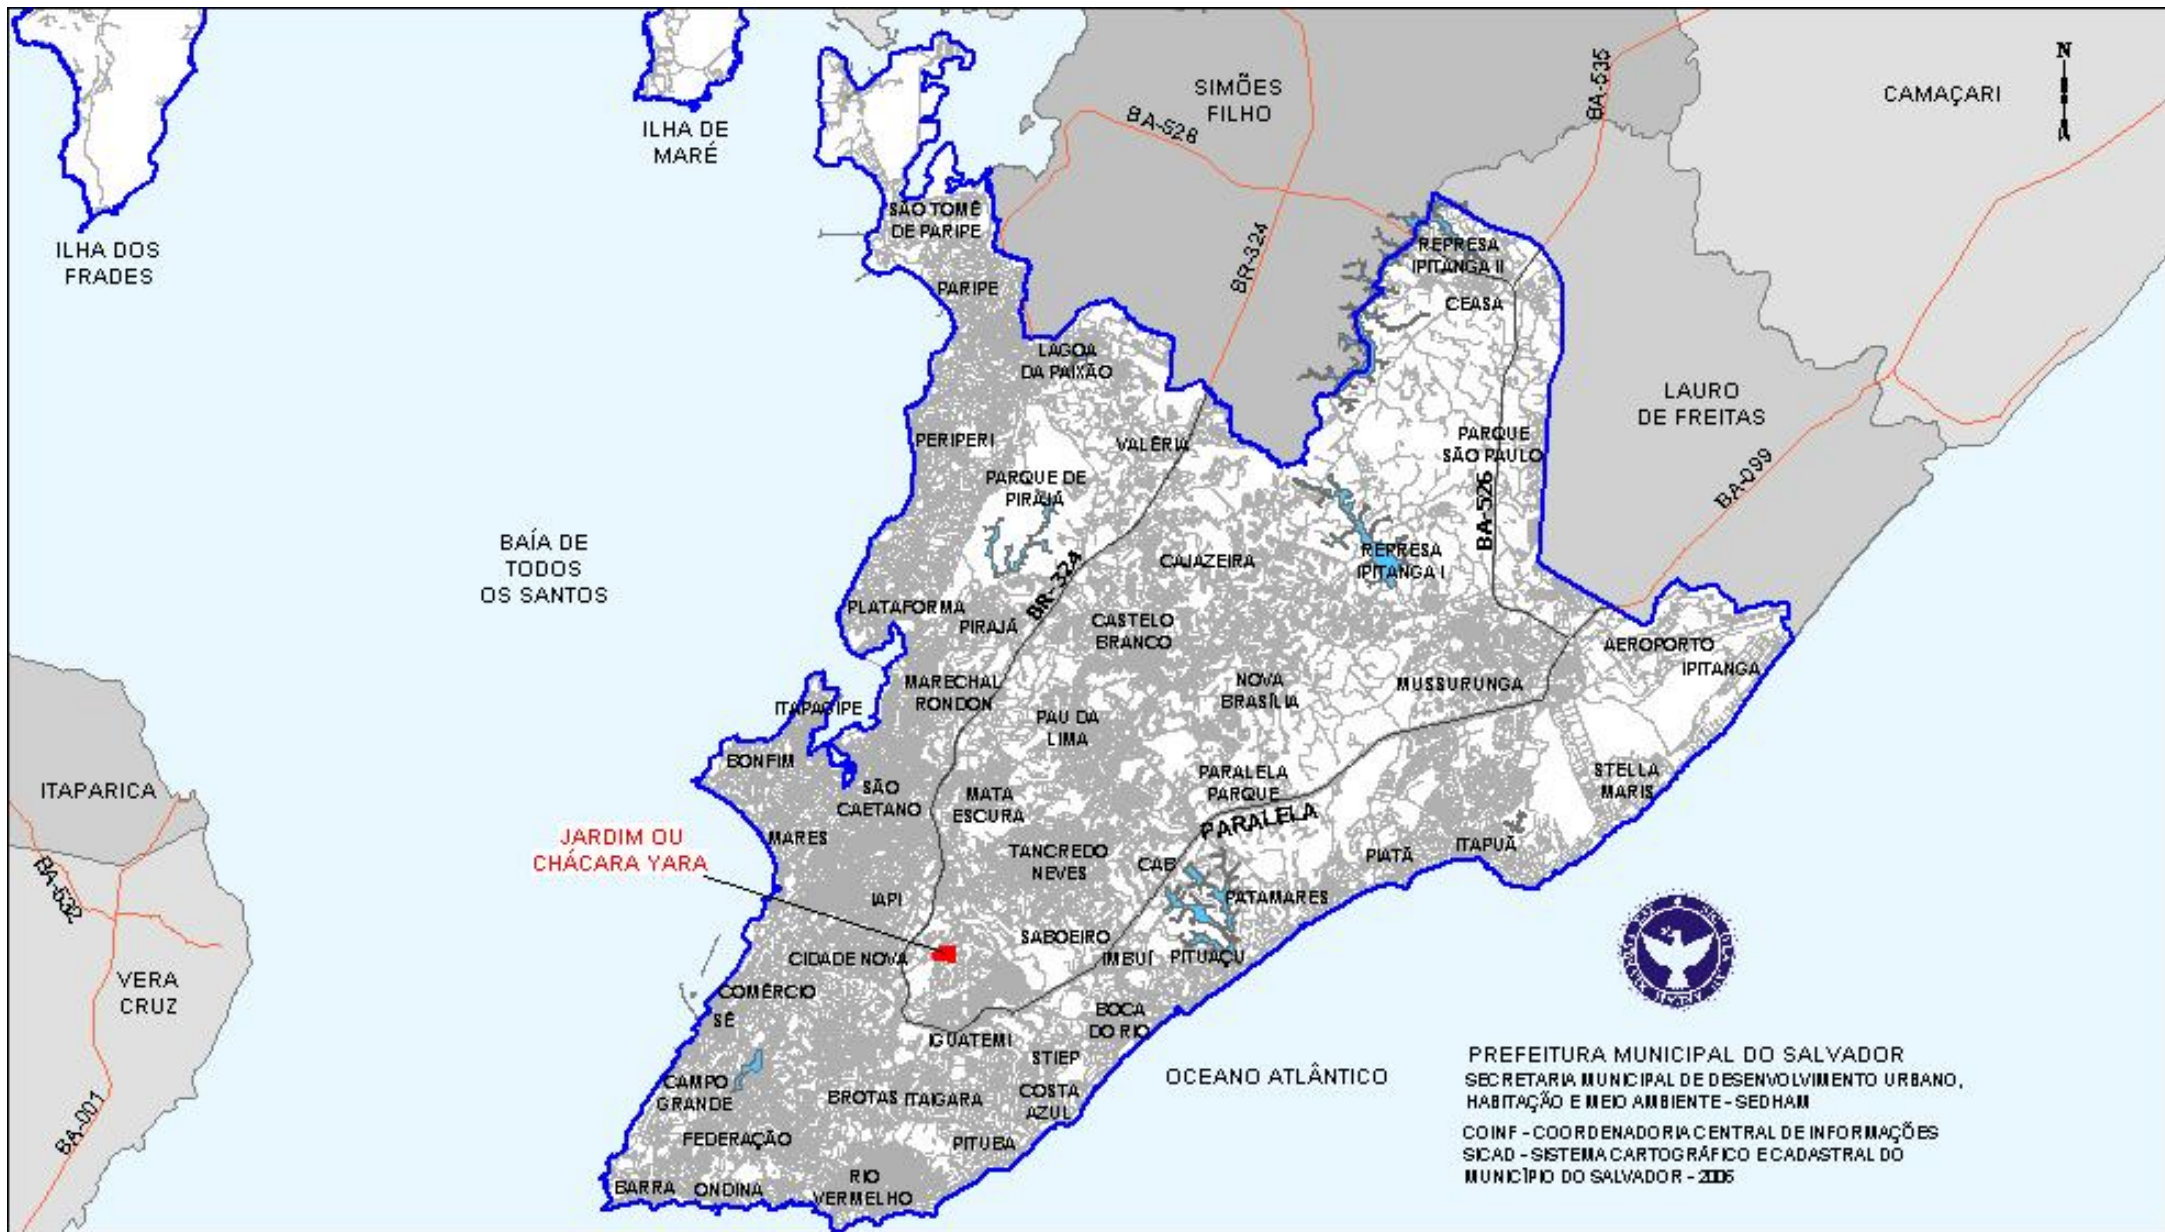 N
CAMAÇARI
SIMÕES
FILHO
BA-535
BA-528
ILHA DE
MARÉ
ILHA DOS
FRADES
SÃO TOMÉ
DE PARIPE
BR-324
REPRESA
IPITANGA II
CEASA
PARIPE
LAGOA
DA PAIXÃO
LAURO
DE FREITAS
PERIPERI
VALÉRIA
PARQUE
SÃO PAULO
PARQUE DE
PIRAJÁ
BA-099
BA-526
BAÍA DE
TODOS
OS SANTOS
CAJAZEIRA
REPRESA
IPITANGA I
BR-324
PLATAFORMA
PIRAJÁ
CASTELO
BRANCO
AEROPORTO
IPITANGA
MARECHAL
RONDON
NOVA
BRASÍLIA
MUSSURUNGA
ITAPAGIPE
PAU DA
LIMA
BONFIM
PARALELA
PARQUE
STELLA
MARIS
ITAPARICA
SÃO
CAETANO
MATA
ESCURA
PARALELA
JARDIM OU
CHÁCARA YARA
MARES
TANCREDO
NEVES
CAB
PIATÃ
ITAPUÃ
BA-532
IAPI
PATAMARES
SABOEIRO
CIDADE NOVA
IMBUÍ
PITUAÇU
VERA
CRUZ
COMÉRCIO
SÉ
BOCA
DO RIO
IGUATEMI
STIEP
OCEANO ATLÂNTICO
CAMPO
GRANDE
BROTAS
ITAIGARA
COSTA
AZUL
BA-001
FEDERAÇÃO
PITUBA
BARRA
ONDINA
RIO
VERMELHO
PREFEITURA MUNICIPAL DO SALVADOR
SECRETARIA MUNICIPAL DE DESENVOLVIMENTO URBANO,
HABITAÇÃO E MEIO AMBIENTE - SEDHAM
COINF - COORDENADORIA CENTRAL DE INFORMAÇÕES
SICAD - SISTEMA CARTOGRÁFICO E CADASTRAL DO
MUNICÍPIO DO SALVADOR - 2006